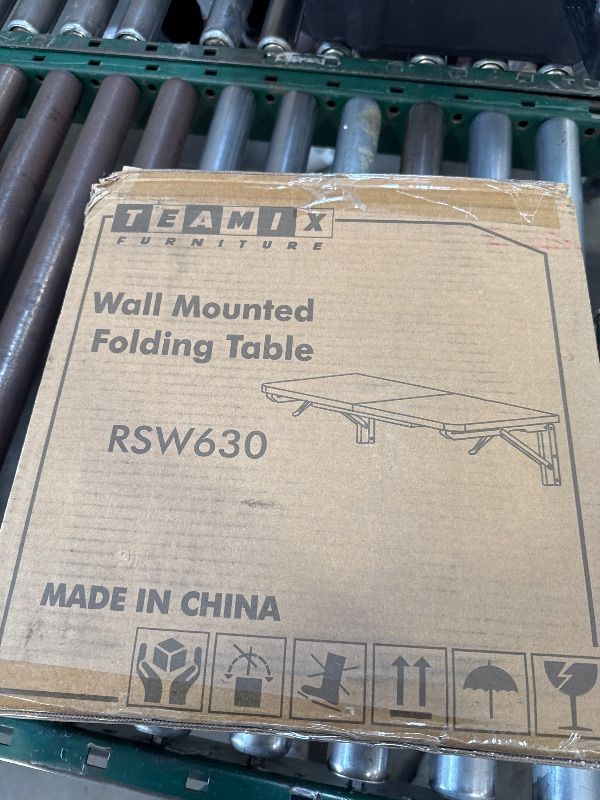 TEAMIX
FURNITURE
Wall Mounted
Folding Table
RSW630
MADE IN CHINA